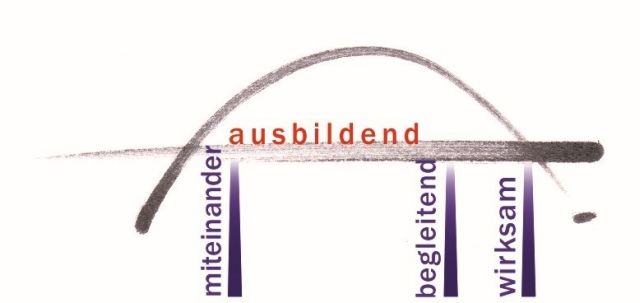 ausbildend
miteinander
begleitend
wirksam